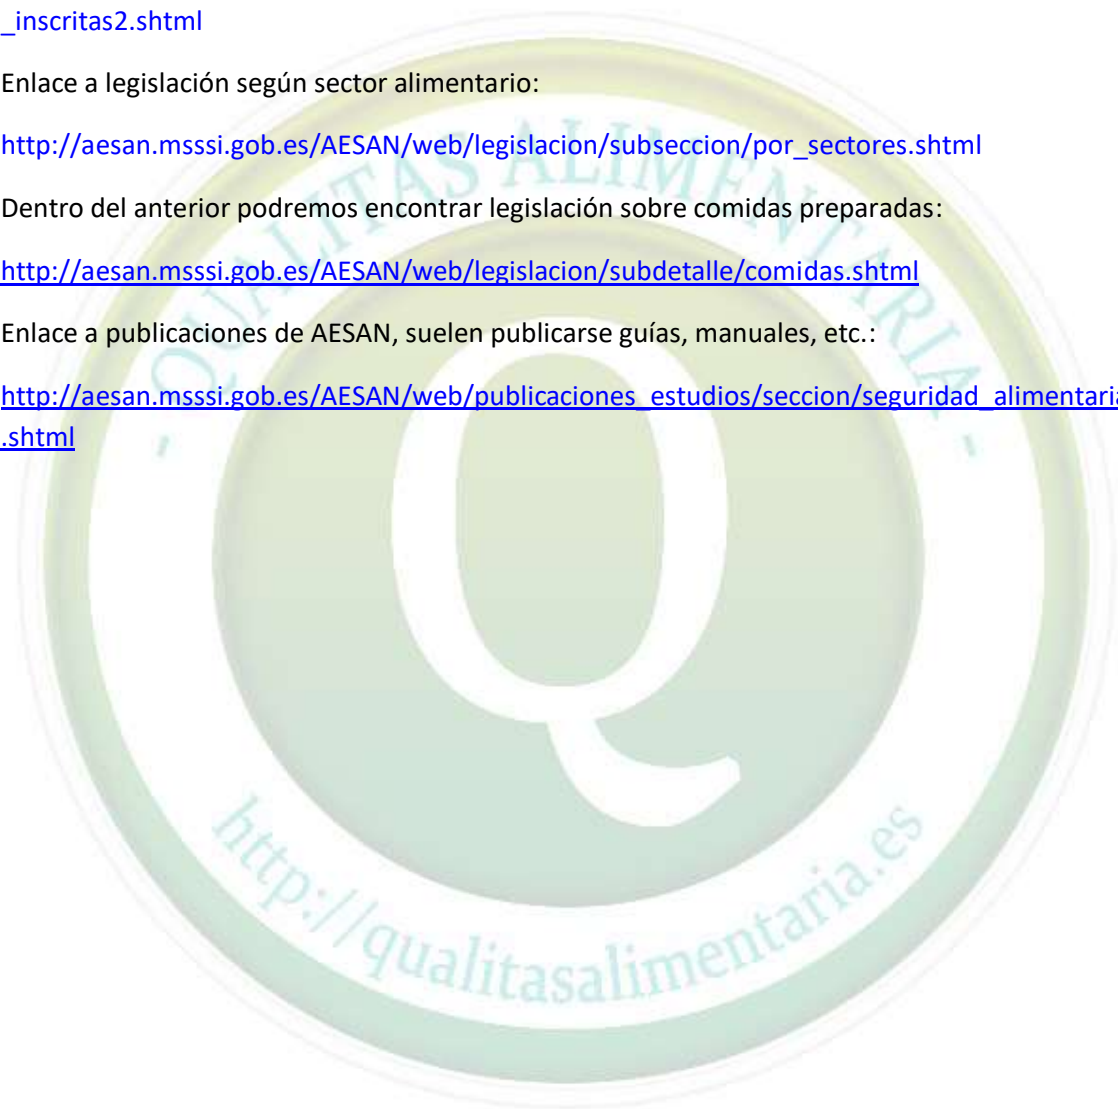 _inscritas2.shtml
Enlace a legislación según sector alimentario:
http://aesan.msssi.gob.es/AESAN/web/legislacion/subseccion/por_sectores.shtml
Dentro del anterior podremos encontrar legislación sobre comidas preparadas:
http://aesan.msssi.gob.es/AESAN/web/legislacion/subdetalle/comidas.shtml
Enlace a publicaciones de AESAN, suelen publicarse guías, manuales, etc.:
http://aesan.msssi.gob.es/AESAN/web/publicaciones_estudios/seccion/seguridad_alimentaria
.shtml
- QUALITAS ALIMENTARIA -
Q
http://qualitasalimentaria.es